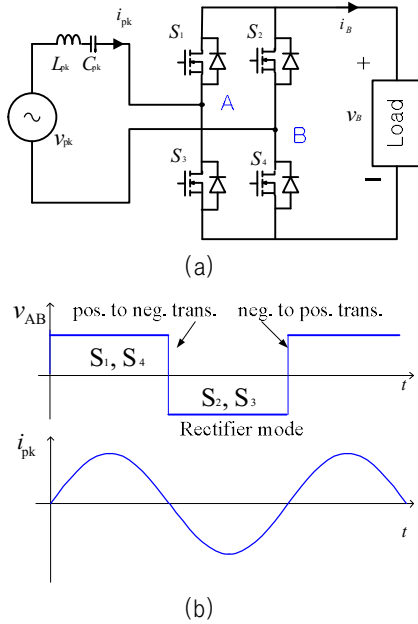 i_pk
S_1
S_2
i_B
L_pk
C_pk
A
+
v_pk
B
v_B
Load
S_3
S_4
(a)
v_AB
pos. to neg. trans.
neg. to pos. trans.
S_1, S_4
t
S_2, S_3
Rectifier mode
i_pk
t
(b)